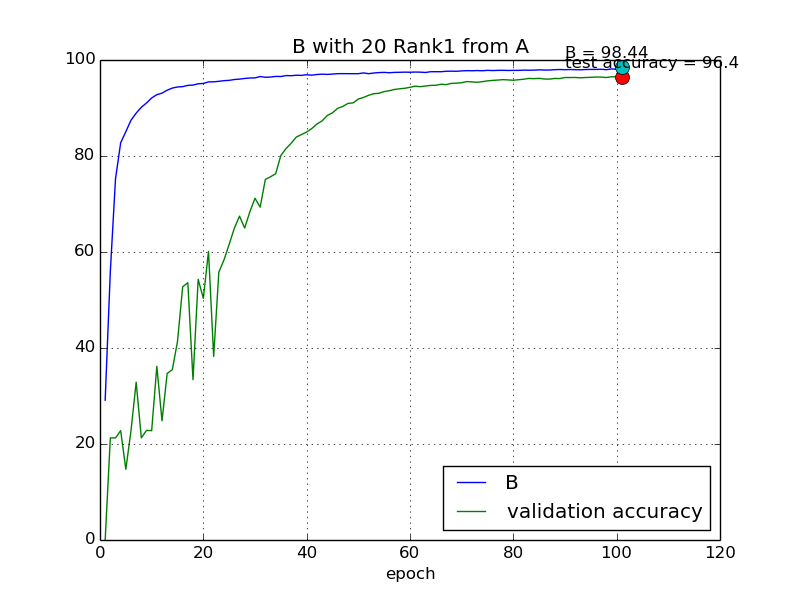 B with 20 Rank1 from A
B = 98.44
test accuracy = 96.4
100
80
60
40
20
0
0 20 40 60 80 100 120
epoch
B
validation accuracy